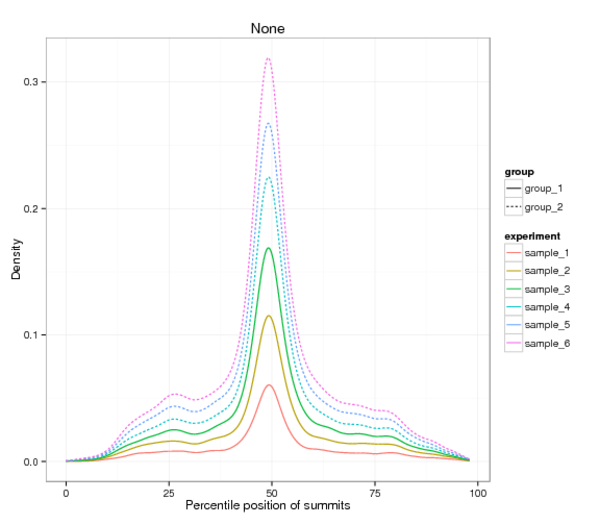 None
0.3
0.2
0.1
0.0
Density
0
25
50
75
100
Percentile position of summits
group
group_1
group_2
experiment
sample_1
sample_2
sample_3
sample_4
sample_5
sample_6